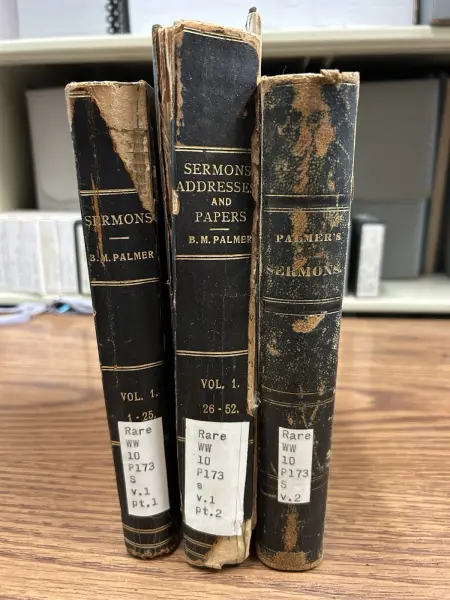 SERMONS
B. M. PALMER
VOL. 1.
1-25.
Rare
WW
10
P173
S
v.1
pt.1
SERMONS
ADDRESSES
AND
PAPERS
B. M. PALMER
VOL, 1.
26-52.
Rare
WW
10
P173
s
v.1
pt.2
PALMER'S
SERMONS.
Rare
WW
10
P173
S
v.2